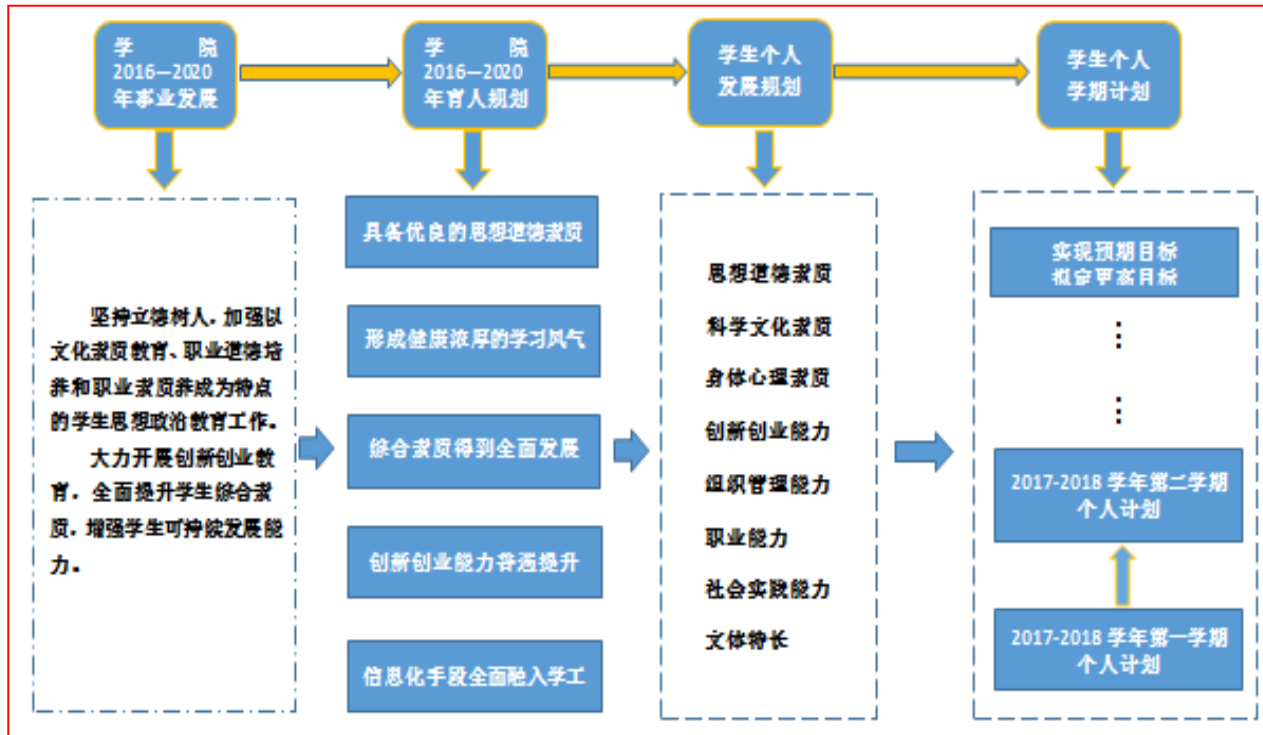 学 院
2016—2020
年事业发展
学 院
2016—2020
年育人规划
学生个人
发展规划
学生个人
学期计划
坚持立德树人，加强以
文化素质教育、职业道德培
养和职业素质养成为特点
的学生思想政治教育工作。
大力开展创新创业教
育，全面提升学生综合素
质，增强学生可持续发展能
力。
具备优良的思想道德素质
形成健康浓厚的学习风气
综合素质得到全面发展
创新创业能力普遍提升
信息化手段全面融入学工
思想道德素质
科学文化素质
身体心理素质
创新创业能力
组织管理能力
职业能力
社会实践能力
文体特长
实现预期目标
拟定更高目标
⋮
⋮
2017-2018 学年第二学期
个人计划
2017-2018 学年第一学期
个人计划